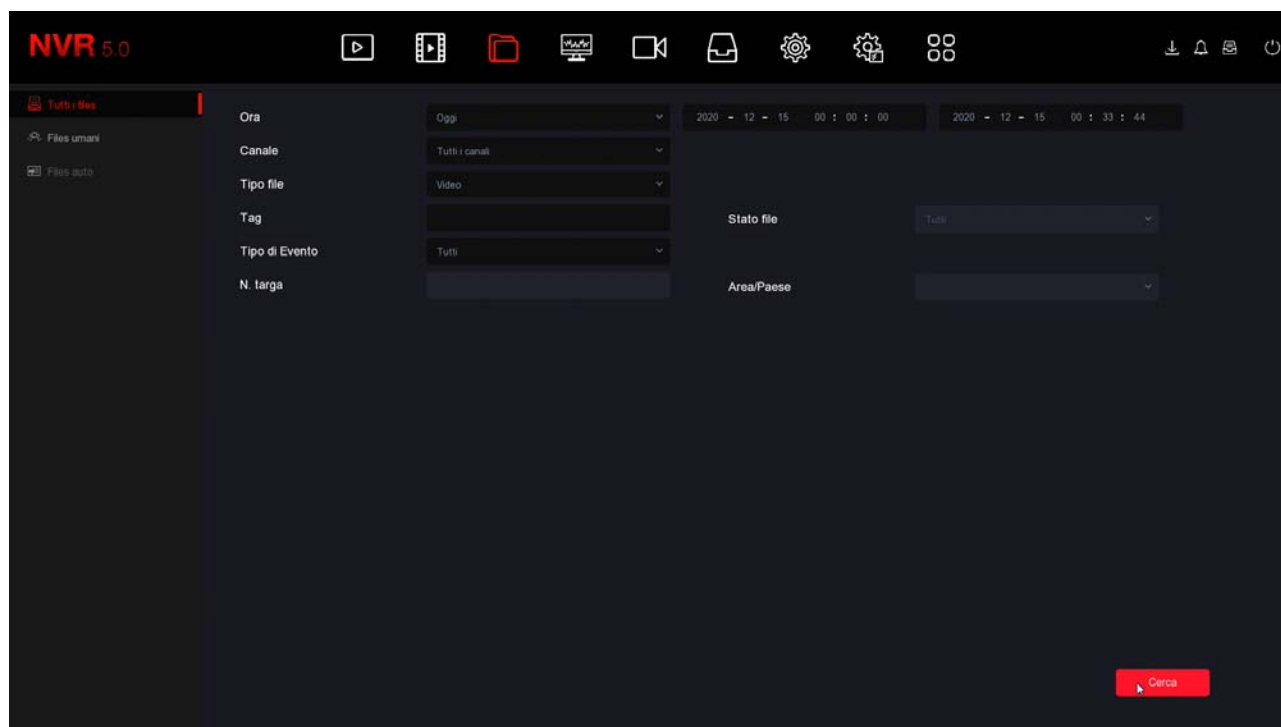 NVR 5.0
Tutti i files
Files umani
Files auto
Ora Oggi 2020 - 12 - 15 00 : 00 : 00 2020 - 12 - 15 00 : 33 : 44
Canale Tutti i canali
Tipo file Video
Tag Stato file Tutti
Tipo di Evento Tutti
N. targa Area/Paese
Cerca